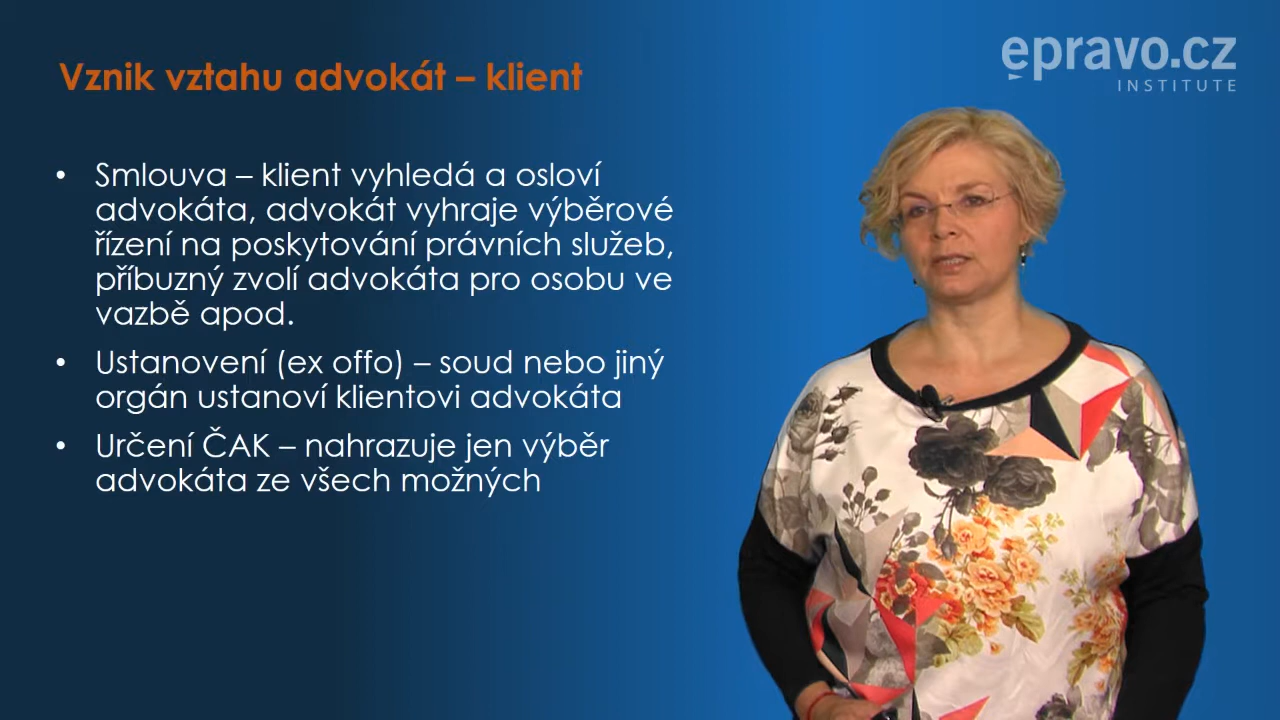 Vznik vztahu advokát – klient
épravo.cz
INSTITUTE
• Smlouva – klient vyhledá a osloví
advokáta, advokát vyhraje výběrové
řízení na poskytování právních služeb,
příbuzný zvolí advokáta pro osobu ve
vazbě apod.
• Ustanovení (ex offo) – soud nebo jiný
orgán ustanoví klientovi advokáta
• Určení ČAK – nahrazuje jen výběr
advokáta ze všech možných